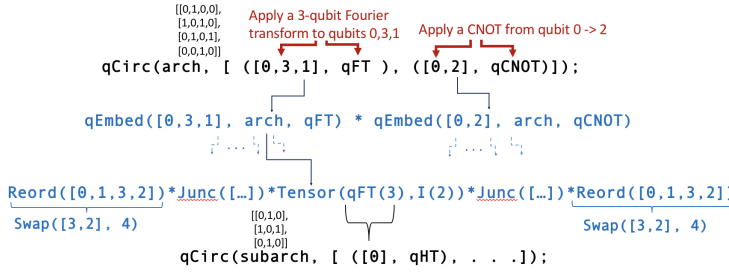 [[0,1,0,0],
[1,0,1,0],
[0,1,0,1],
[0,0,1,0]]
Apply a 3-qubit Fourier
transform to qubits 0,3,1
Apply a CNOT from qubit 0 -> 2
qCirc(arch, [ ([0,3,1], qFT ), ([0,2], qCNOT)]);
qEmbed([0,3,1], arch, qFT) * qEmbed([0,2], arch, qCNOT)
... ...
Reord([0,1,3,2])*Junc([…])*Tensor(qFT(3),I(2))*Junc([…])*Reord([0,1,3,2])
Swap([3,2], 4) Swap([3,2], 4)
[[0,1,0],
[1,0,1],
[0,1,0]]
qCirc(subarch, [ ([0], qHT), . . .]);